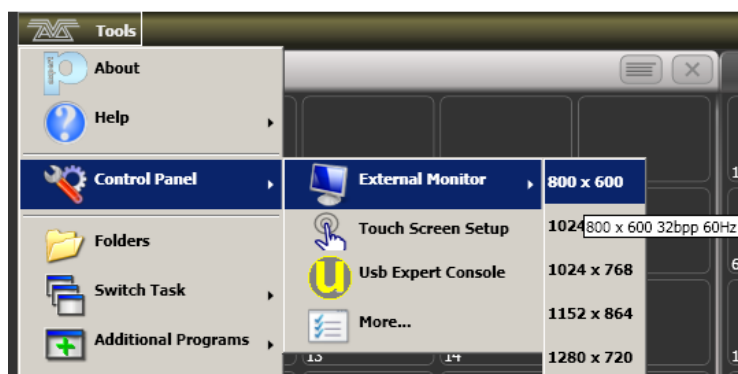 Tools
About
Help
Control Panel
External Monitor
800 x 600
Folders
Touch Screen Setup
1024
800 x 600 32bpp 60Hz
Switch Task
Usb Expert Console
1024 x 768
Additional Programs
More...
1152 x 864
13
14
1280 x 720